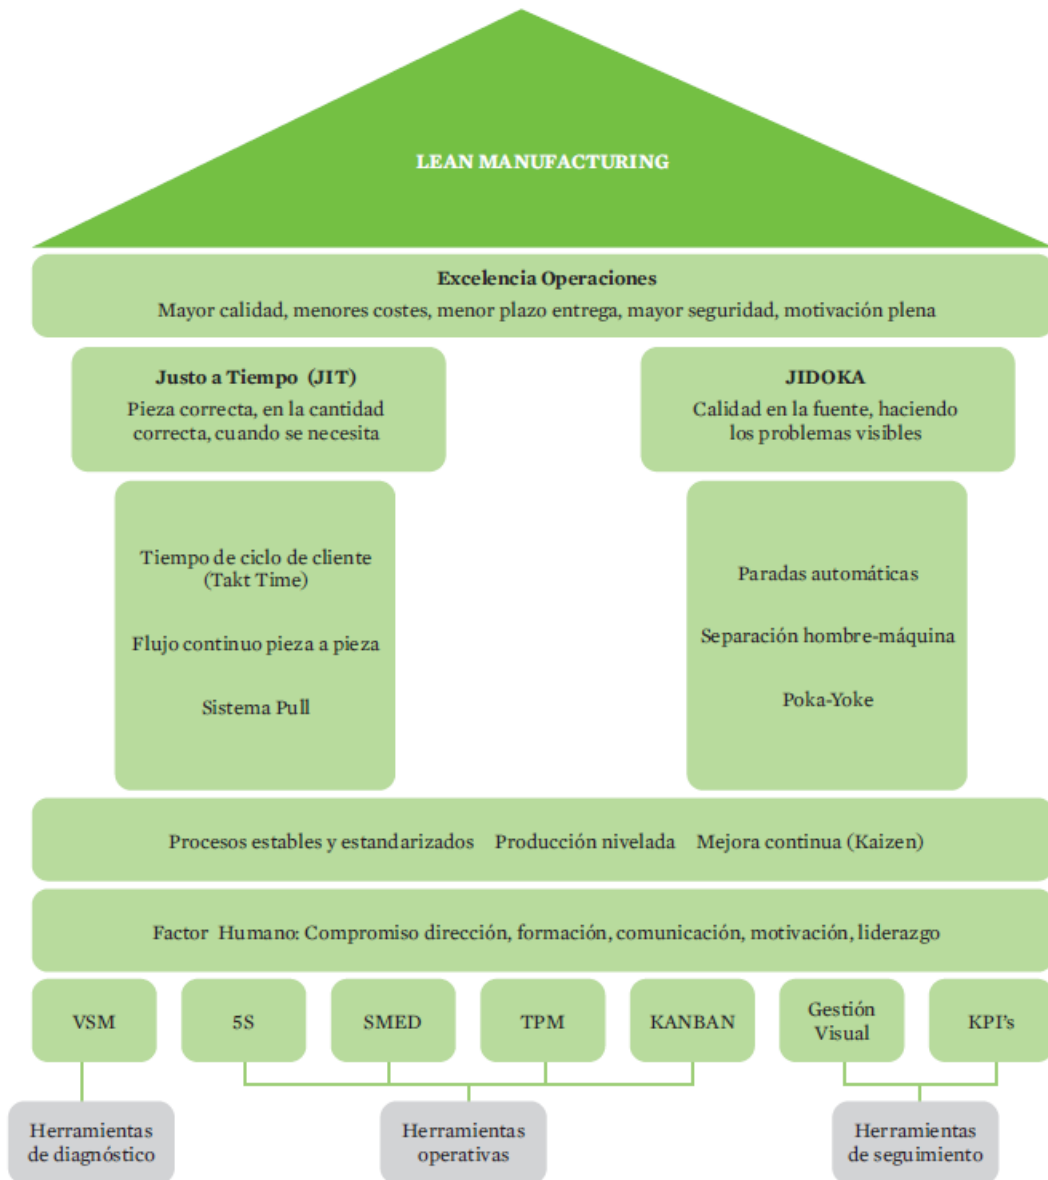 LEAN MANUFACTURING
Excelencia Operaciones
Mayor calidad, menores costes, menor plazo entrega, mayor seguridad, motivación plena
Justo a Tiempo (JIT)
Pieza correcta, en la cantidad
correcta, cuando se necesita
JIDOKA
Calidad en la fuente, haciendo
los problemas visibles
Tiempo de ciclo de cliente
(Takt Time)
Flujo continuo pieza a pieza
Sistema Pull
Paradas automáticas
Separación hombre-máquina
Poka-Yoke
Procesos estables y estandarizados Producción nivelada Mejora continua (Kaizen)
Factor Humano: Compromiso dirección, formación, comunicación, motivación, liderazgo
VSM
5S
SMED
TPM
KANBAN
Gestión
Visual
KPI's
Herramientas
de diagnóstico
Herramientas
operativas
Herramientas
de seguimiento